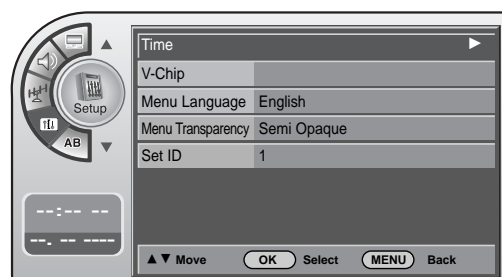 Setup
AB
--:-- --
--. -- ----
Time ►
V-Chip
Menu Language English
Menu Transparency Semi Opaque
Set ID 1
▲▼ Move OK Select MENU Back